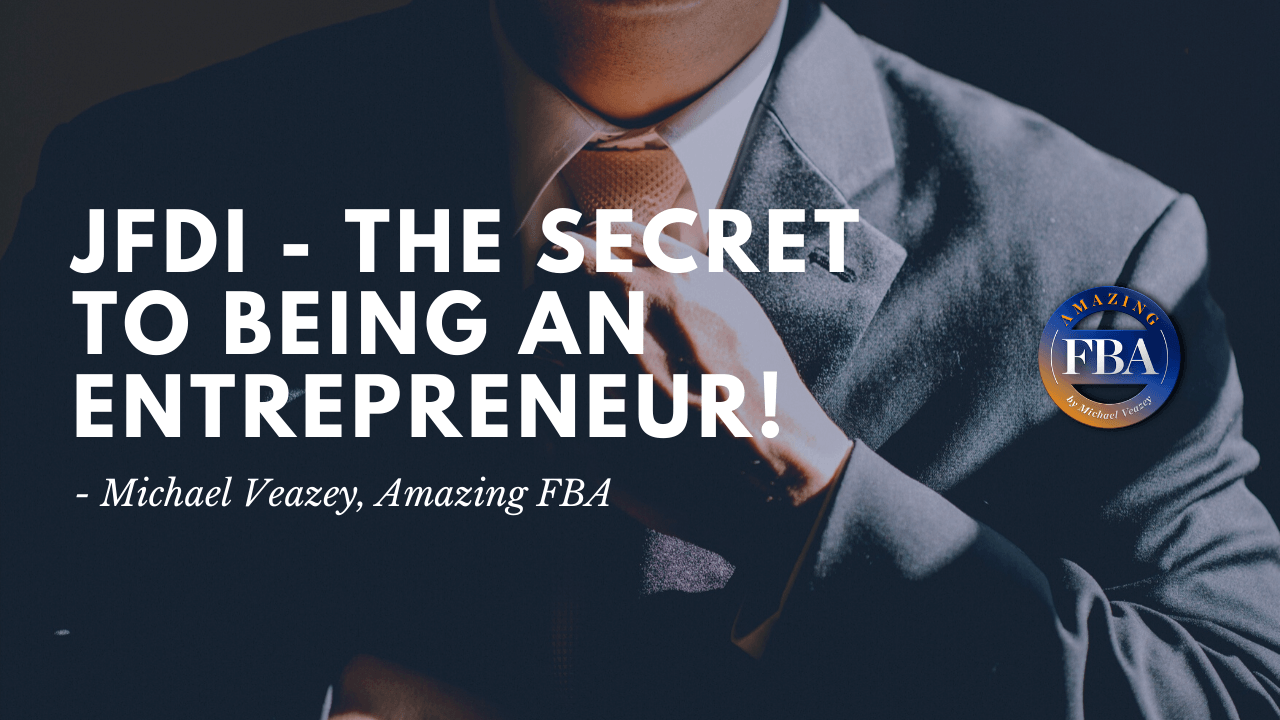 JFDI - THE SECRET
TO BEING AN
ENTREPRENEUR!
- Michael Veazey, Amazing FBA
AMAZING
FBA
by Michael Veazey